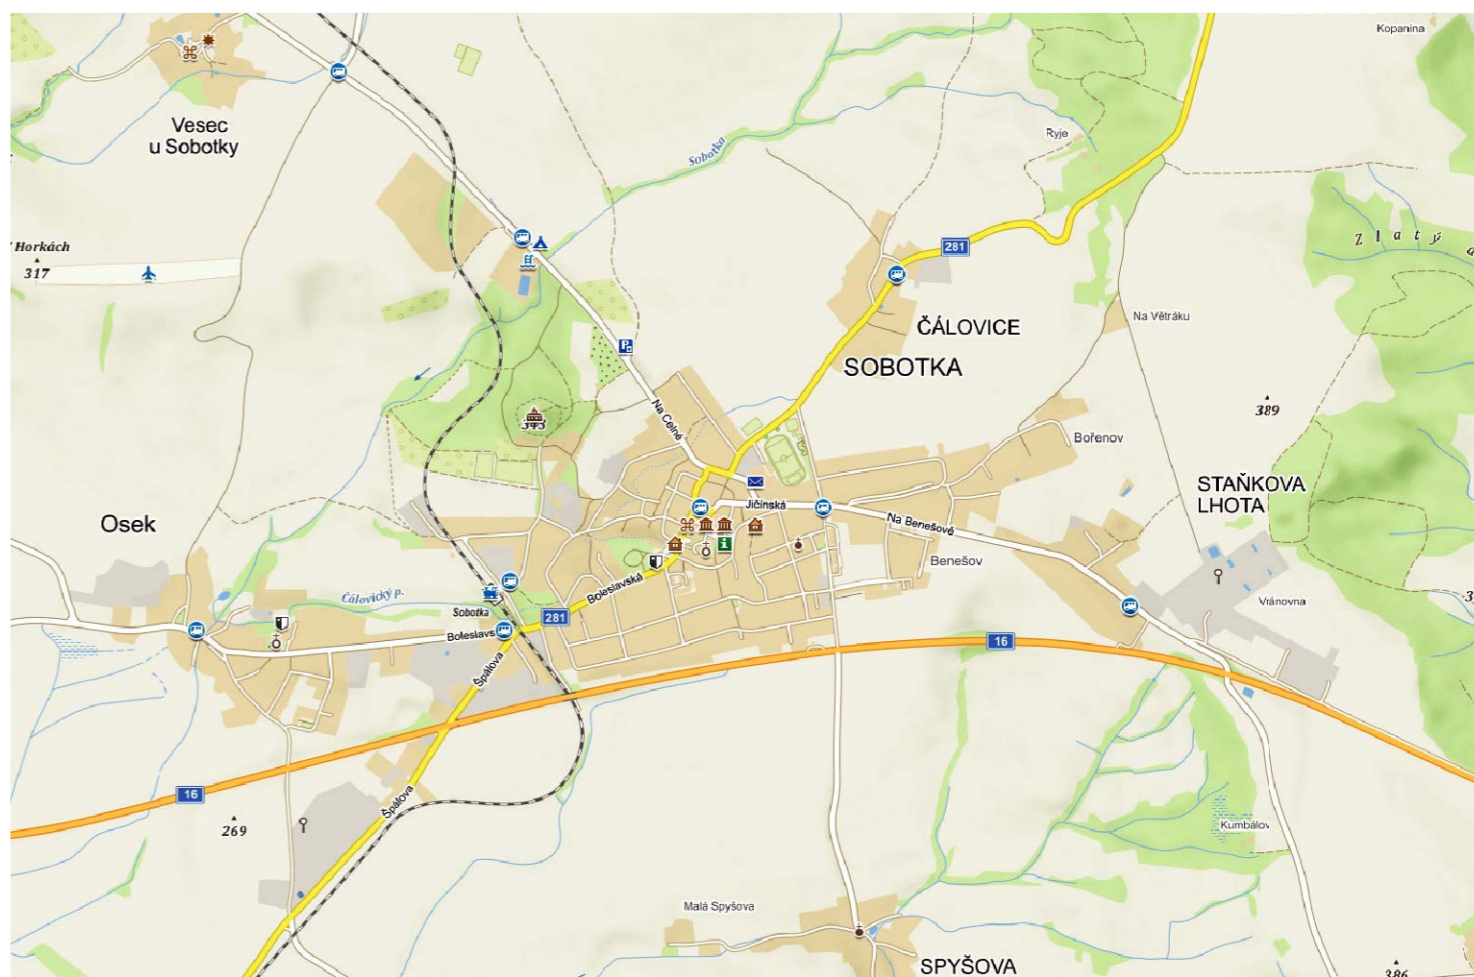 Kopanina
Vesec
u Sobotky
Ryje
Sobotka
Horkách
317
281
Zlatý
Na Větráku
ČÁLOVICE
SOBOTKA
Na Celné
389
343
Bořenov
STAŇKOVA
LHOTA
Jičínská
Na Benešově
Osek
Benešov
Boleslavská
Čálovický p.
Vránovna
Sobotka
281
Boleslavs
16
Špálova
16
Špálova
269
Kumbálov
Malá Spyšova
SPYŠOVA
386